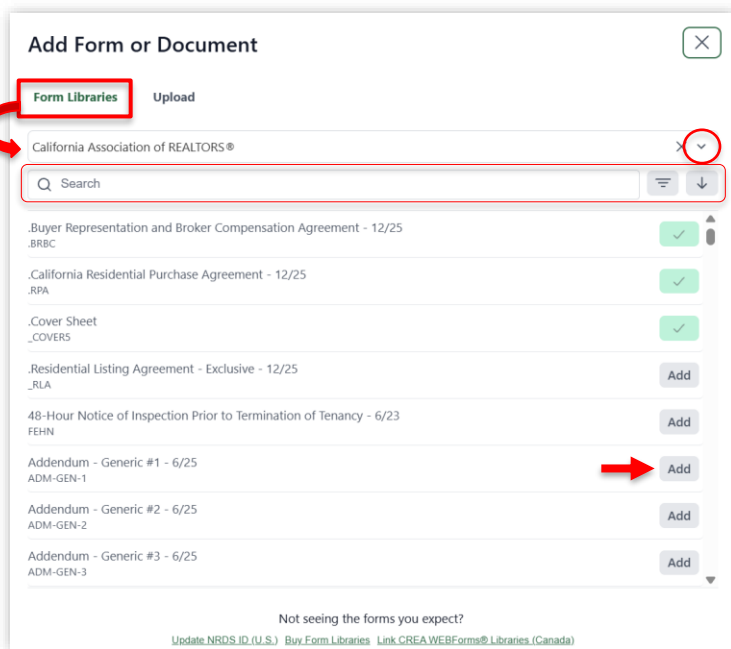 Add Form or Document
Form Libraries Upload
California Association of REALTORS®
Search
.Buyer Representation and Broker Compensation Agreement - 12/25
.BRBC
.California Residential Purchase Agreement - 12/25
.RPA
.Cover Sheet
_COVER5
.Residential Listing Agreement - Exclusive - 12/25
_RLA
Add
48-Hour Notice of Inspection Prior to Termination of Tenancy - 6/23
FEHN
Add
Addendum - Generic #1 - 6/25
ADM-GEN-1
Add
Addendum - Generic #2 - 6/25
ADM-GEN-2
Add
Addendum - Generic #3 - 6/25
ADM-GEN-3
Add
Not seeing the forms you expect?
Update NRDS ID (U.S.) Buy Form Libraries Link CREA WEBForms® Libraries (Canada)